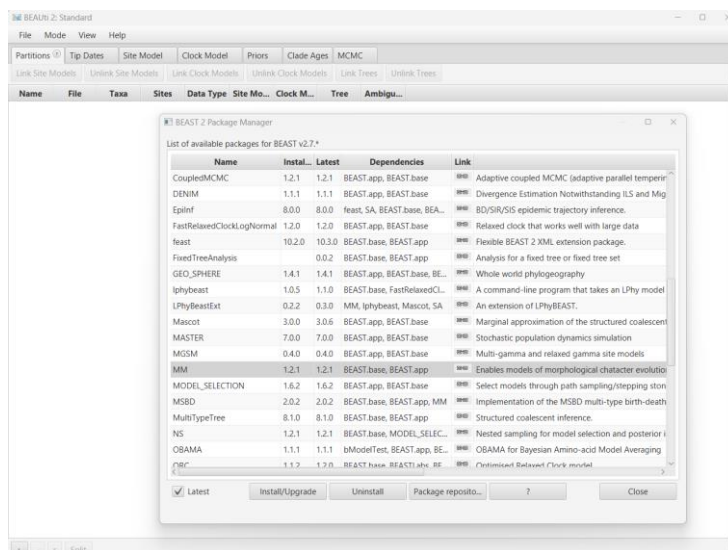 BEAUti 2: Standard
File Mode View Help
Partitions Tip Dates Site Model Clock Model Priors Clade Ages MCMC
Link Site Models Unlink Site Models Link Clock Models Unlink Clock Models Link Trees Unlink Trees
Name File Taxa Sites Data Type Site Mo... Clock M... Tree Ambigu...
BEAST 2 Package Manager
List of available packages for BEAST v2.7.*
Name Instal... Latest Dependencies Link
CoupledMCMC 1.2.1 1.2.1 BEAST.app, BEAST.base Adaptive coupled MCMC (adaptive parallel temperin
DENIM 1.1.1 1.1.1 BEAST.base, BEAST.app Divergence Estimation Notwithstanding ILS and Mig
EpiInf 8.0.0 8.0.0 feast, SA, BEAST.base, BEA... BD/SIR/SIS epidemic trajectory inference.
FastRelaxedClockLogNormal 1.2.0 1.2.0 BEAST.app, BEAST.base Relaxed clock that works well with large data
feast 10.2.0 10.3.0 BEAST.base, BEAST.app Flexible BEAST 2 XML extension package.
FixedTreeAnalysis 0.0.2 BEAST.app, BEAST.base Analysis for a fixed tree or fixed tree set
GEO_SPHERE 1.4.1 1.4.1 BEAST.app, BEAST.base, BE... Whole world phylogeography
lphybeast 1.0.5 1.1.0 BEAST.base, FastRelaxedCl... A command-line program that takes an LPhy model
LPhyBeastExt 0.2.2 0.3.0 MM, lphybeast, Mascot, SA An extension of LPhyBEAST.
Mascot 3.0.0 3.0.6 BEAST.app, BEAST.base Marginal approximation of the structured coalescent
MASTER 7.0.0 7.0.0 BEAST.base, BEAST.app Stochastic population dynamics simulation
MGSM 0.4.0 0.4.0 BEAST.base, BEAST.app Multi-gamma and relaxed gamma site models
MM 1.2.1 1.2.1 BEAST.base, BEAST.app Enables models of morphological chatacter evolutio
MODEL_SELECTION 1.6.2 1.6.2 BEAST.app, BEAST.base Select models through path sampling/stepping ston
MSBD 2.0.2 2.0.2 BEAST.base, BEAST.app, MM Implementation of the MSBD multi-type birth-death
MultiTypeTree 8.1.0 8.1.0 BEAST.base, BEAST.app Structured coalescent inference.
NS 1.2.1 1.2.1 BEAST.base, MODEL_SELEC... Nested sampling for model selection and posterior i
OBAMA 1.1.1 1.1.1 bModelTest, BEAST.app, BE... OBAMA for Bayesian Amino-acid Model Averaging
ORC 1.1.2 1.2.0 BEAST.base, BEASTLabs, BE... Optimised Relaxed Clock model
Latest Install/Upgrade Uninstall Package reposito... ? Close
Split